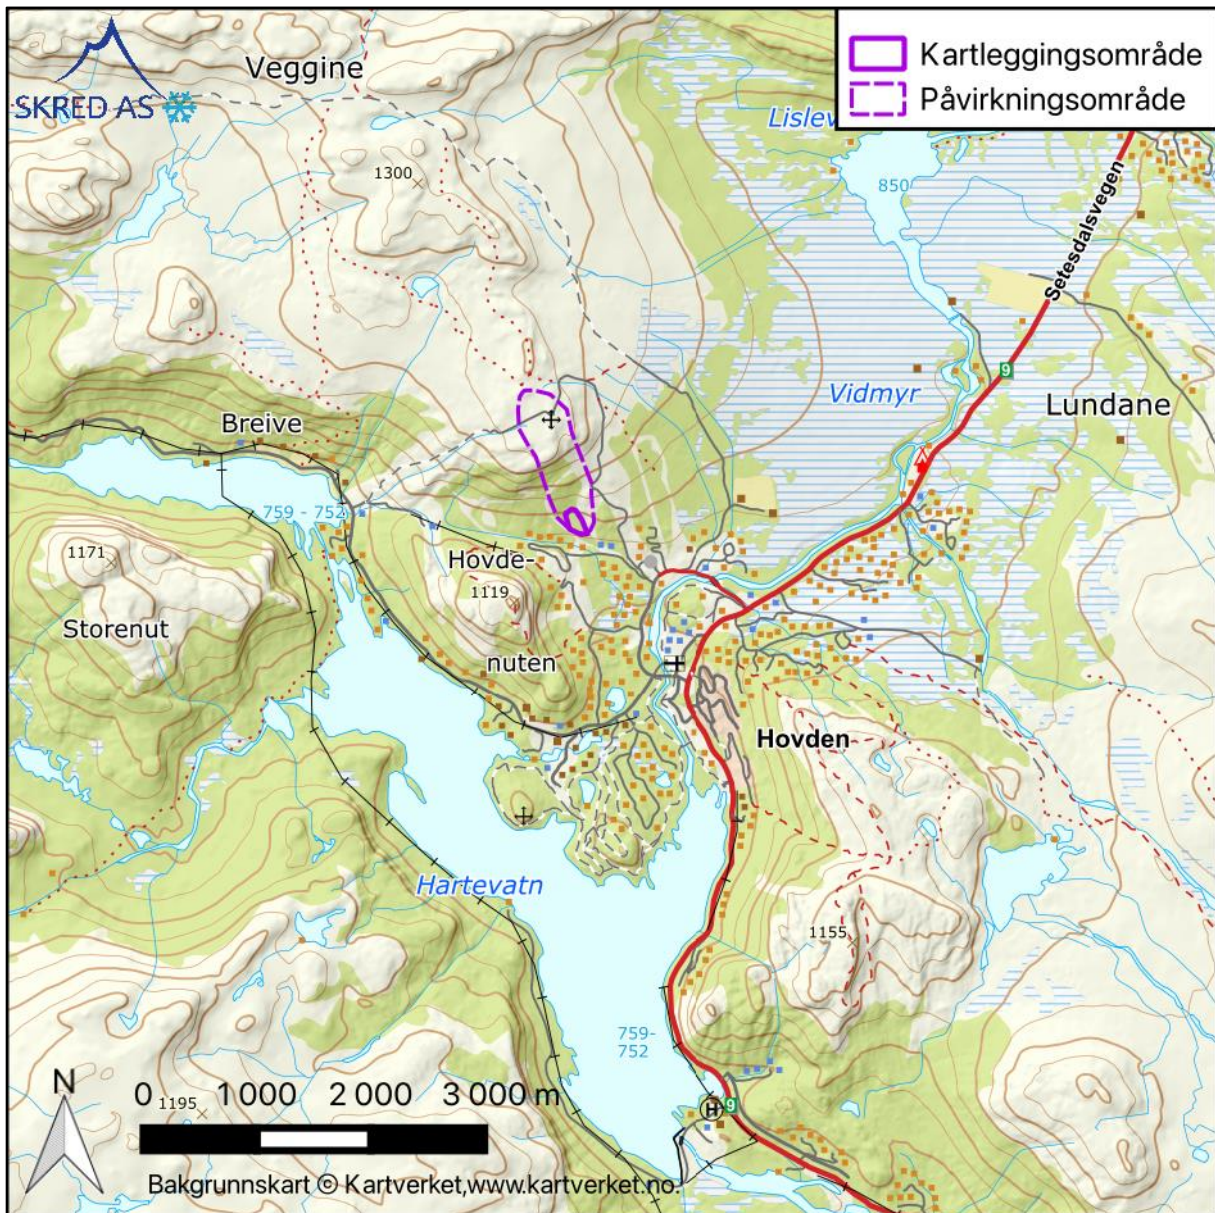 Veggine
SKRED AS
Kartleggingsområde
Påvirkningsområde
850
1300
Setesdalsvegen
9
Vidmyr
Lundane
Breive
759 - 752
1171
Storenut
Hovde-
1119
nuten
Hovden
Hartevatn
1155
759-
752
N
0 1 000 2 000 3 000 m
1195
H
9
Bakgrunnskart © Kartverket,www.kartverket.no.